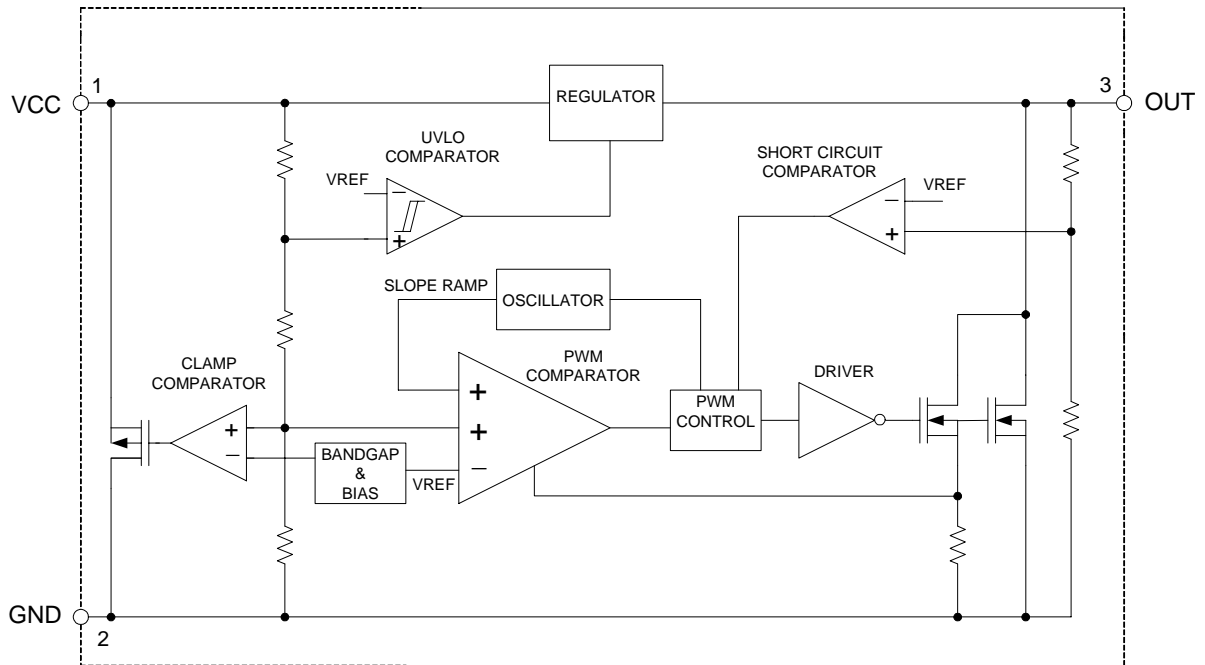 1
VCC
REGULATOR
3
OUT
UVLO
COMPARATOR
VREF
−
+
SHORT CIRCUIT
COMPARATOR
VREF
−
+
SLOPE RAMP
OSCILLATOR
CLAMP
COMPARATOR
+
−
BANDGAP
&
BIAS
VREF
PWM
COMPARATOR
+
+
−
PWM
CONTROL
DRIVER
GND
2